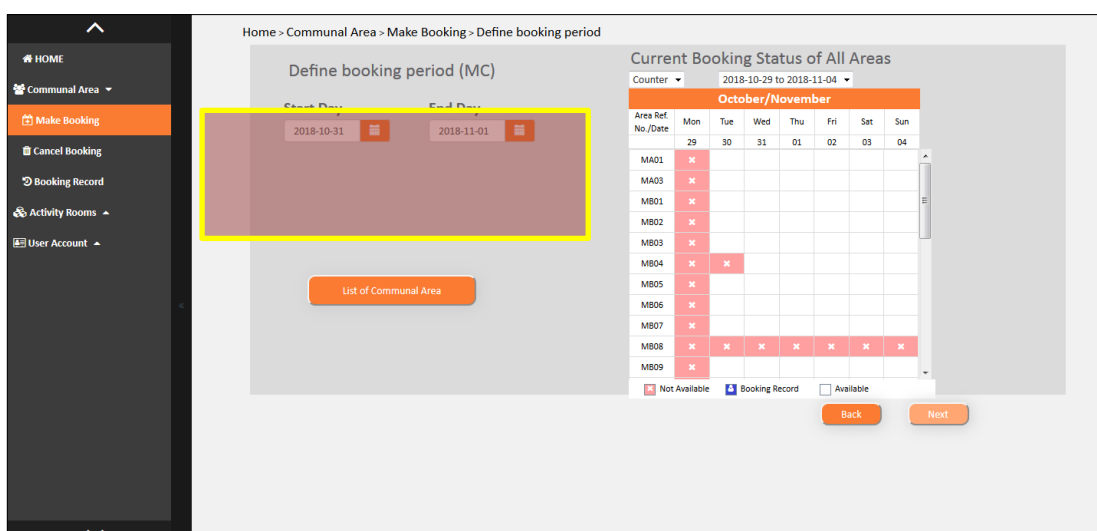 Home > Communal Area > Make Booking > Define booking period
HOME
Communal Area
Make Booking
Cancel Booking
Booking Record
Activity Rooms
User Account
<
Define booking period (MC)
Start Day End Day
2018-10-31 2018-11-01
List of Communal Area
Current Booking Status of All Areas
Counter 2018-10-29 to 2018-11-04
October/November
Area Ref. No./Date Mon Tue Wed Thu Fri Sat Sun
29 30 31 01 02 03 04
MA01
MA03
MB01
MB02
MB03
MB04
MB05
MB06
MB07
MB08
MB09
Not Available Booking Record Available
Back Next